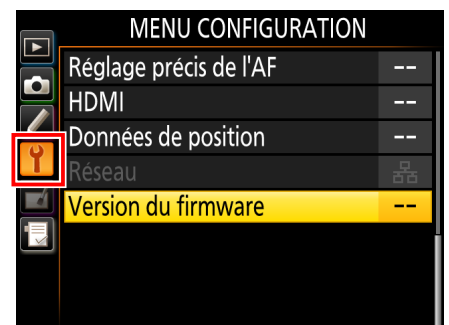 MENU CONFIGURATION
Réglage précis de l'AF --
HDMI --
Données de position --
Réseau
Version du firmware --